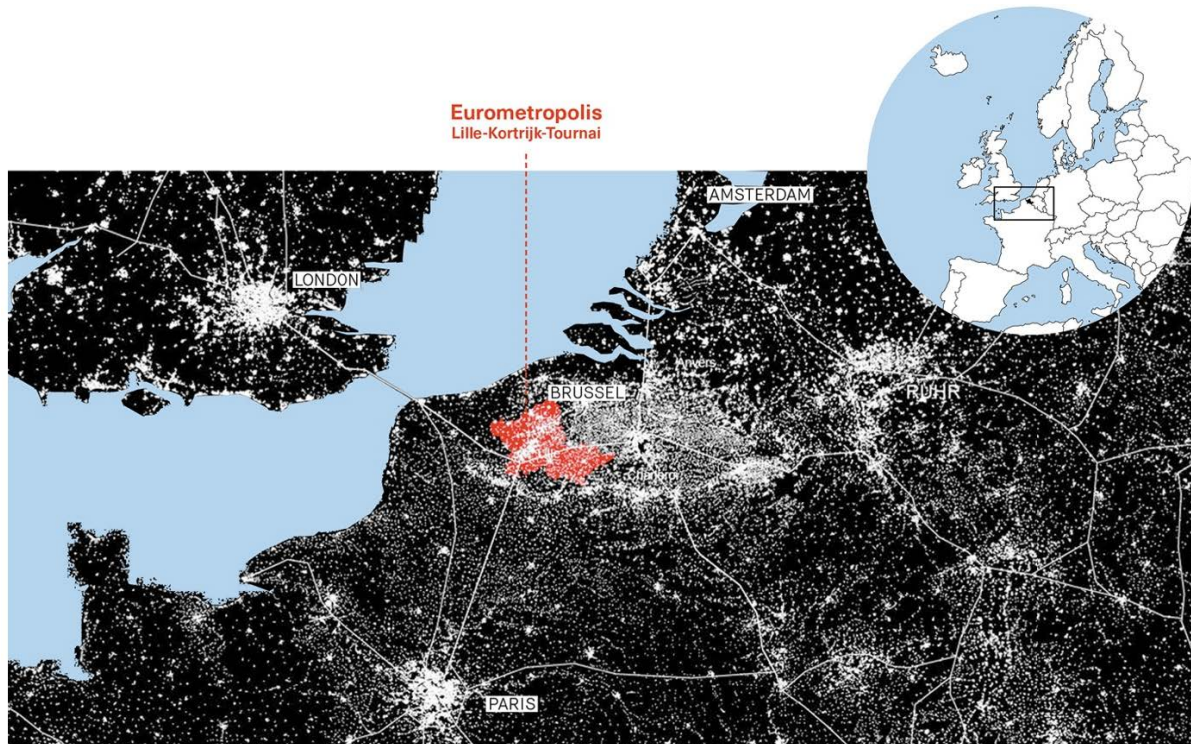 Eurometropolis
Lille-Kortrijk-Tournai
AMSTERDAM
LONDON
Anvers
BRUSSEL
RUHR
PARIS